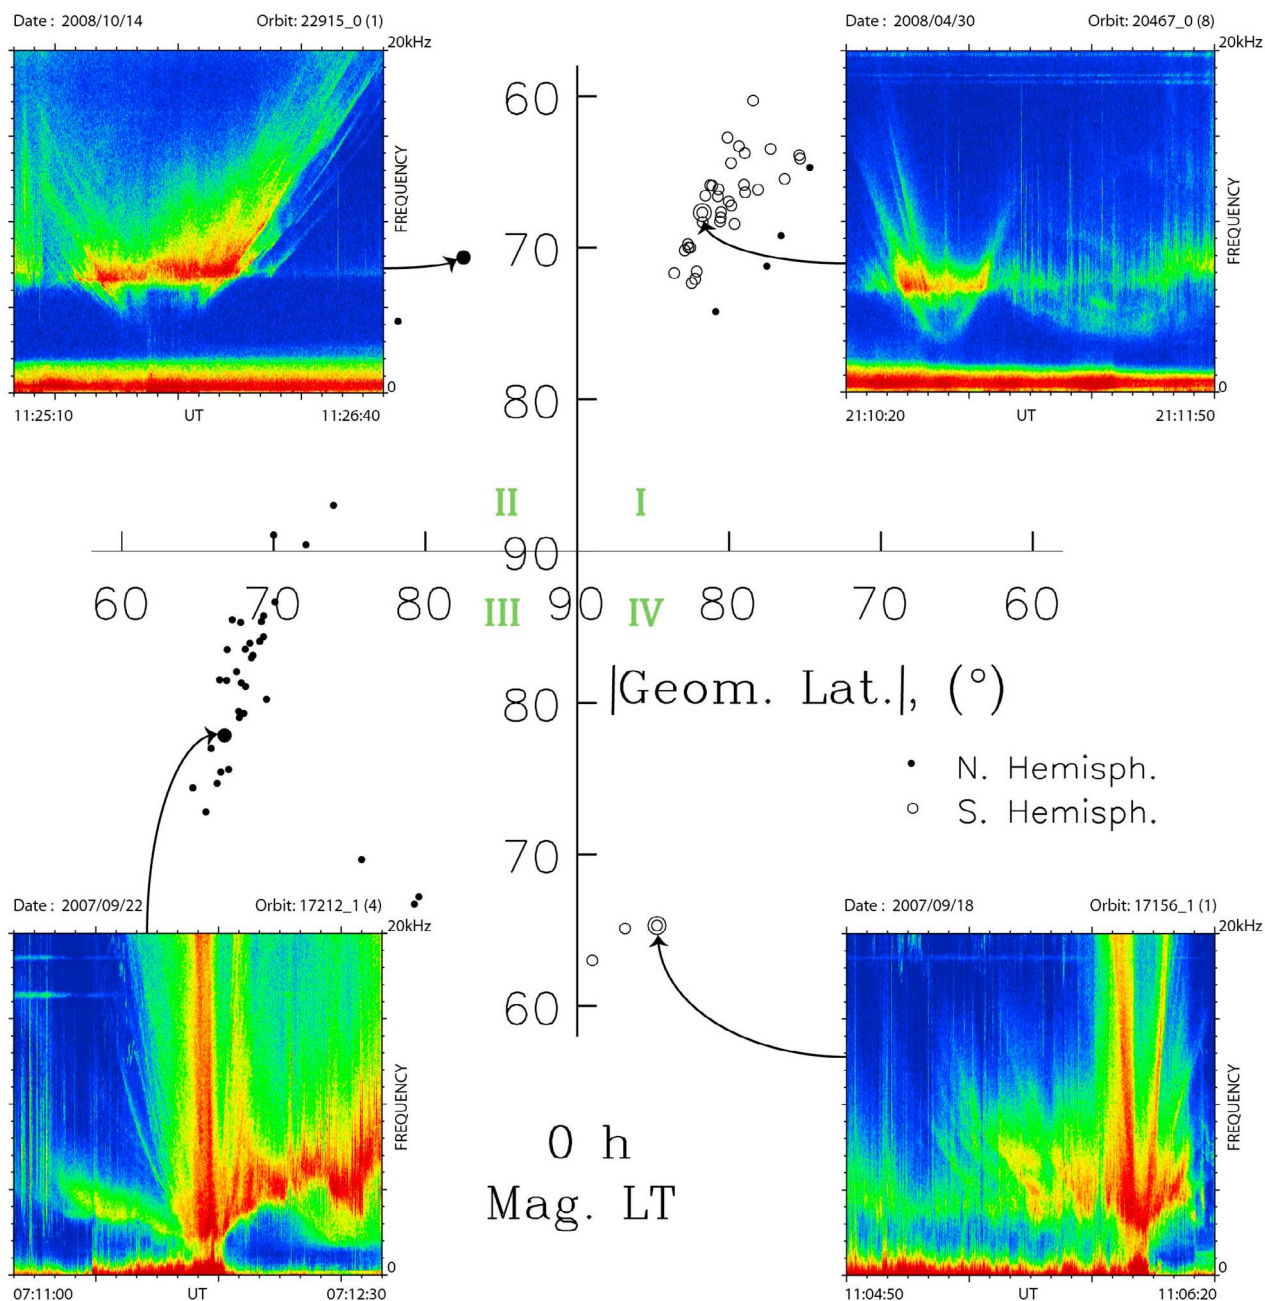 Date : 2008/10/14 Orbit: 22915_0 (1)
20kHz
FREQUENCY
0
11:25:10 UT 11:26:40
Date : 2008/04/30 Orbit: 20467_0 (8)
20kHz
FREQUENCY
0
21:10:20 UT 21:11:50
60
70
80
II I
90
60 70 80 90 80 70 60
III IV
|Geom. Lat.|, (°)
80
N. Hemisph.
S. Hemisph.
70
60
Date : 2007/09/22 Orbit: 17212_1 (4)
20kHz
FREQUENCY
0
07:11:00 UT 07:12:30
0 h
Mag. LT
Date : 2007/09/18 Orbit: 17156_1 (1)
20kHz
FREQUENCY
0
11:04:50 UT 11:06:20